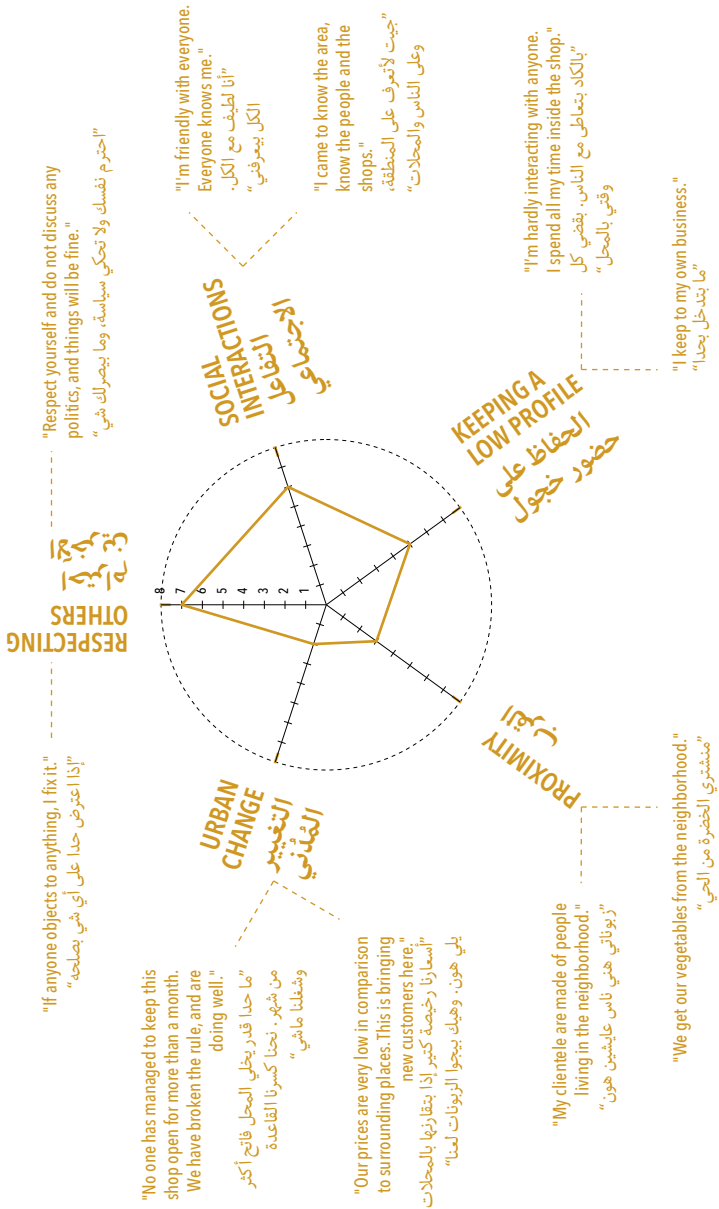 "If anyone objects to anything, I fix it."
"إذا اعترض حدا على أي شي بصلحه"
RESPECTING
OTHERS
"Respect yourself and do not discuss any
politics, and things will be fine."
"احترم نفسك ولا تحكي سياسة، وما بيصرلك شي"
"No one has managed to keep this
shop open for more than a month.
We have broken the rule, and are
doing well."
"ما حدا قدر يخلي المحل فاتح أكثر
من شهر. نحنا كسرنا القاعدة
وشغلنا ماشي"
"Our prices are very low in comparison
to surrounding places. This is bringing
new customers here."
"أسعارنا رخيصة كتير إذا بتقارنها بالمحلات
يلي هون. وهيك بيجوا الزبونات لعنا"
URBAN
CHANGE
التغيير
المُدُني
8
7
6
5
4
3
2
1
SOCIAL
INTERACTIONS
التفاعل
الاجتماعي
"I'm friendly with everyone.
Everyone knows me."
"أنا لطيف مع الكل.
الكل بيعرفني"
"I came to know the area,
know the people and the
shops."
"جيت لأتعرف على المنطقة،
وعلى الناس والمحلات"
PROXIMITY
القرب
"My clientele are made of people
living in the neighborhood."
"زبوناتي هني ناس عايشين هون"
"We get our vegetables from the neighborhood."
"منشتري الخضرة من الحي"
KEEPING A
LOW PROFILE
الحفاظ على
حضور خجول
"I'm hardly interacting with anyone.
I spend all my time inside the shop."
"بالكاد بتعاطى مع الناس. بقضي كل
وقتي بالمحل"
"I keep to my own business."
"ما بتدخل بحدا"